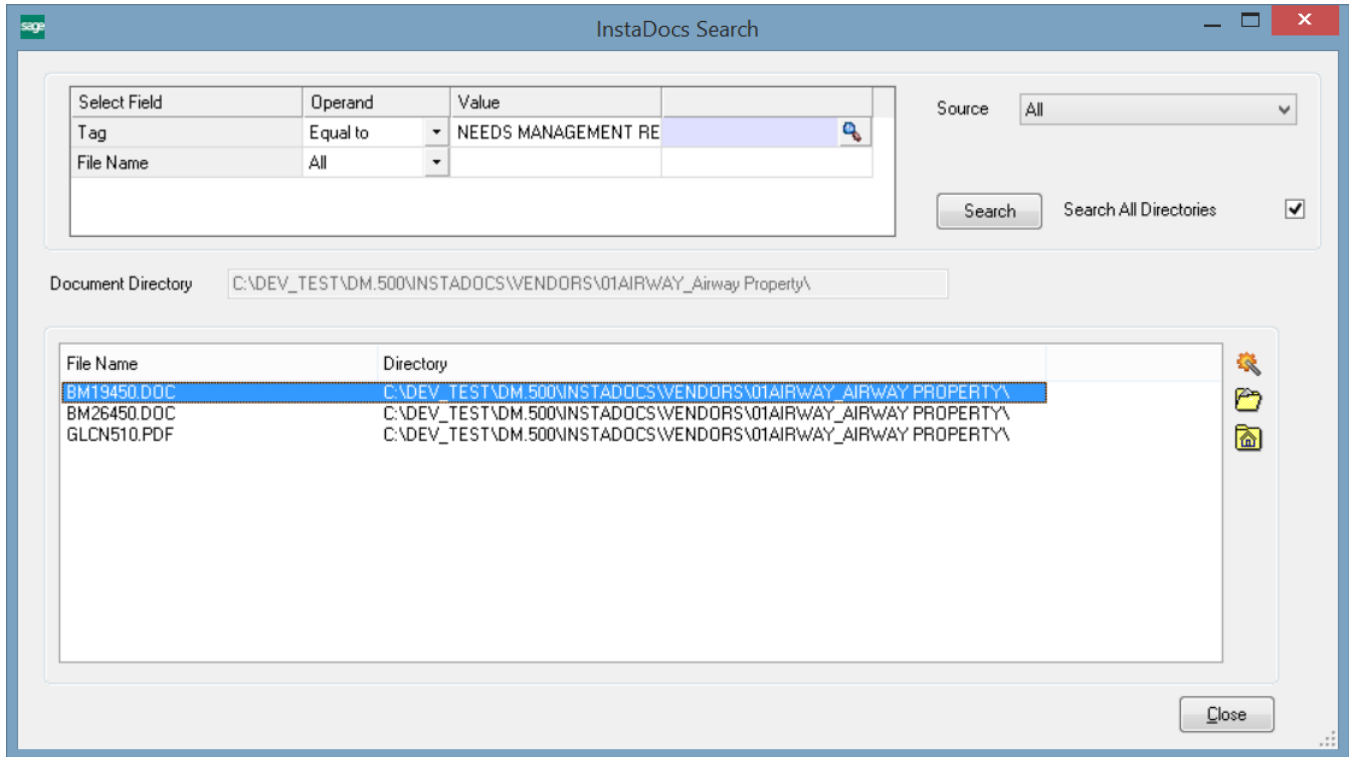 sage InstaDocs Search
Select Field Operand Value
Tag Equal to NEEDS MANAGEMENT RE
File Name All
Source All
Search Search All Directories
Document Directory C:\DEV_TEST\DM.500\INSTADOCS\VENDORS\01AIRWAY_Airway Property\
File Name Directory
BM19450.DOC C:\DEV_TEST\DM.500\INSTADOCS\VENDORS\01AIRWAY_AIRWAY PROPERTY\
BM26450.DOC C:\DEV_TEST\DM.500\INSTADOCS\VENDORS\01AIRWAY_AIRWAY PROPERTY\
GLCN510.PDF C:\DEV_TEST\DM.500\INSTADOCS\VENDORS\01AIRWAY_AIRWAY PROPERTY\
Close